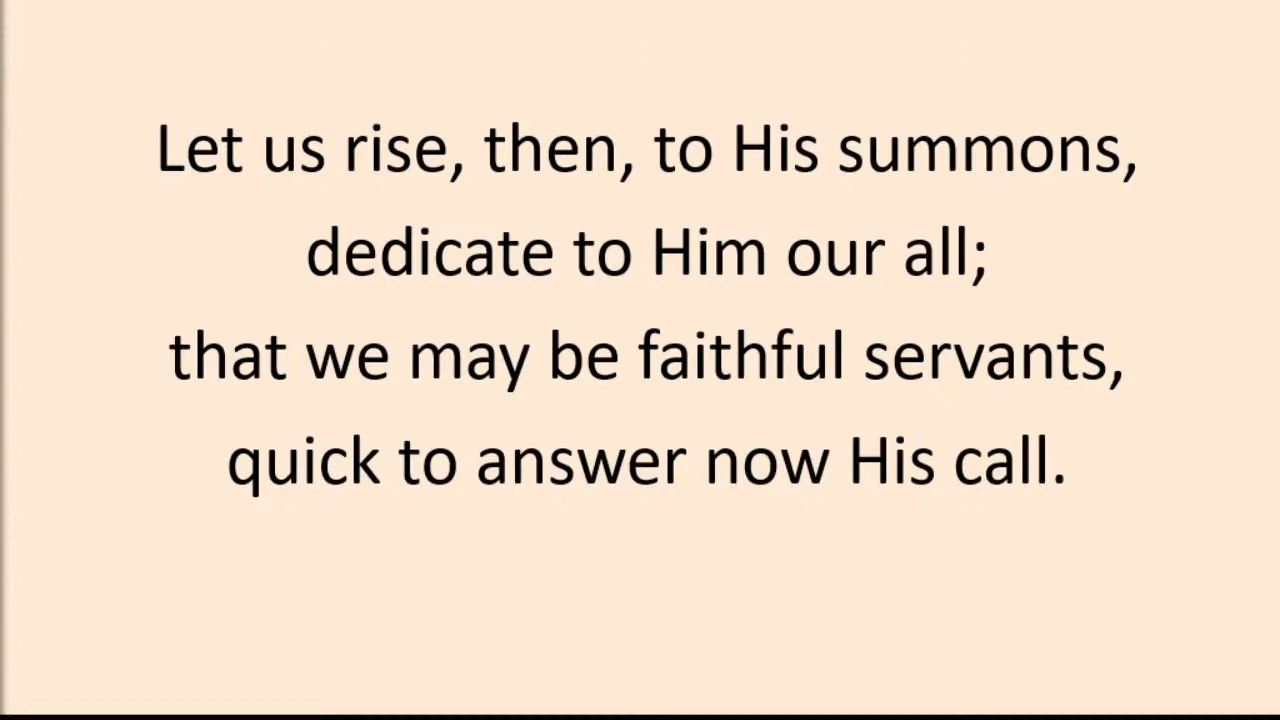 Let us rise, then, to His summons,
dedicate to Him our all;
that we may be faithful servants,
quick to answer now His call.